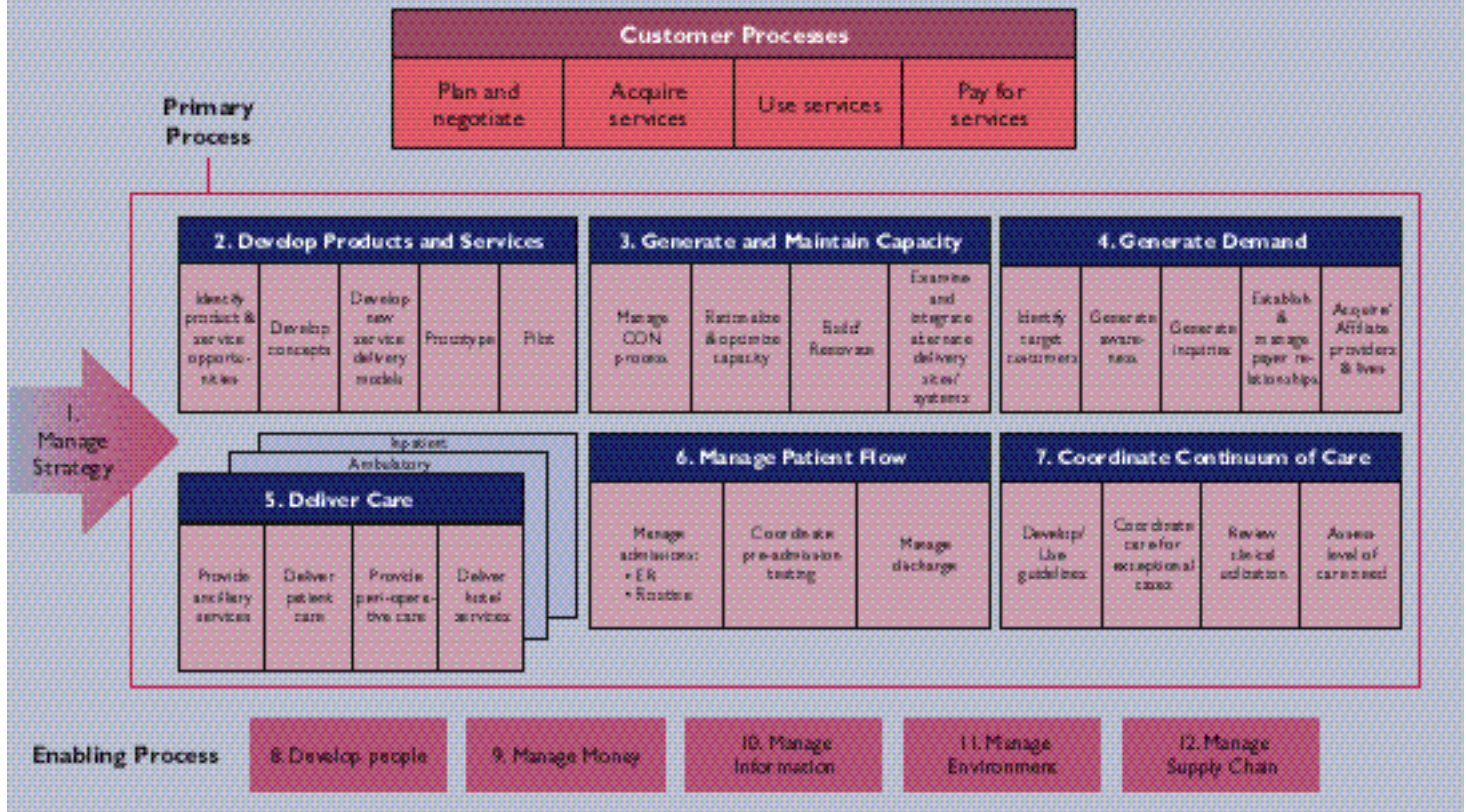 Customer Processes
Plan and
negotiate
Acquire
services
Use services
Pay for
services
Primary
Process
2. Develop Products and Services
Identify
product &
service
opportu-
nities
Develop
concepts
Develop
new
service
delivery
models
Prototype
Pilot
3. Generate and Maintain Capacity
Manage
CON
process
Rationalize
& optimize
capacity
Build/
Renovate
Examine
and
integrate
alternate
delivery
sites/
systems
4. Generate Demand
Identify
target
customers
Generate
aware-
ness
Generate
inquiries
Establish
&
manage
payer re-
lationships
Acquire/
Affiliate
providers
& lives
1.
Manage
Strategy
Inpatient
Ambulatory
5. Deliver Care
Provide
ancillary
services
Deliver
patient
care
Provide
peri-opera-
tive care
Deliver
hotel
services
6. Manage Patient Flow
Manage
admissions:
• ER
• Routine
Coordinate
pre-admission
testing
Manage
discharge
7. Coordinate Continuum of Care
Develop/
Use
guidelines
Coordinate
care for
exceptional
cases
Review
clinical
utilization
Assess
level of
care need
Enabling Process
8. Develop people
9. Manage Money
10. Manage
Information
11. Manage
Environment
12. Manage
Supply Chain